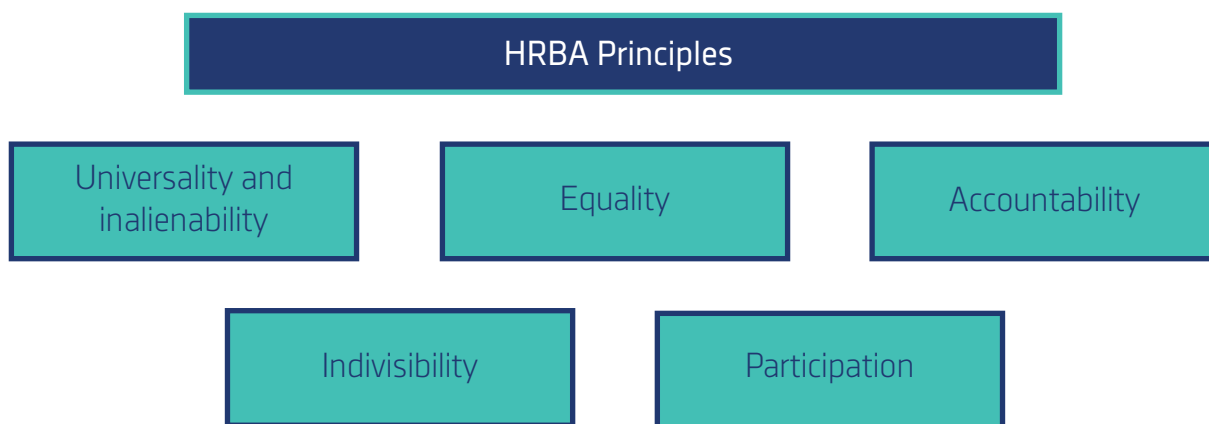 HRBA Principles
Universality and
inalienability
Equality
Accountability
Indivisibility
Participation